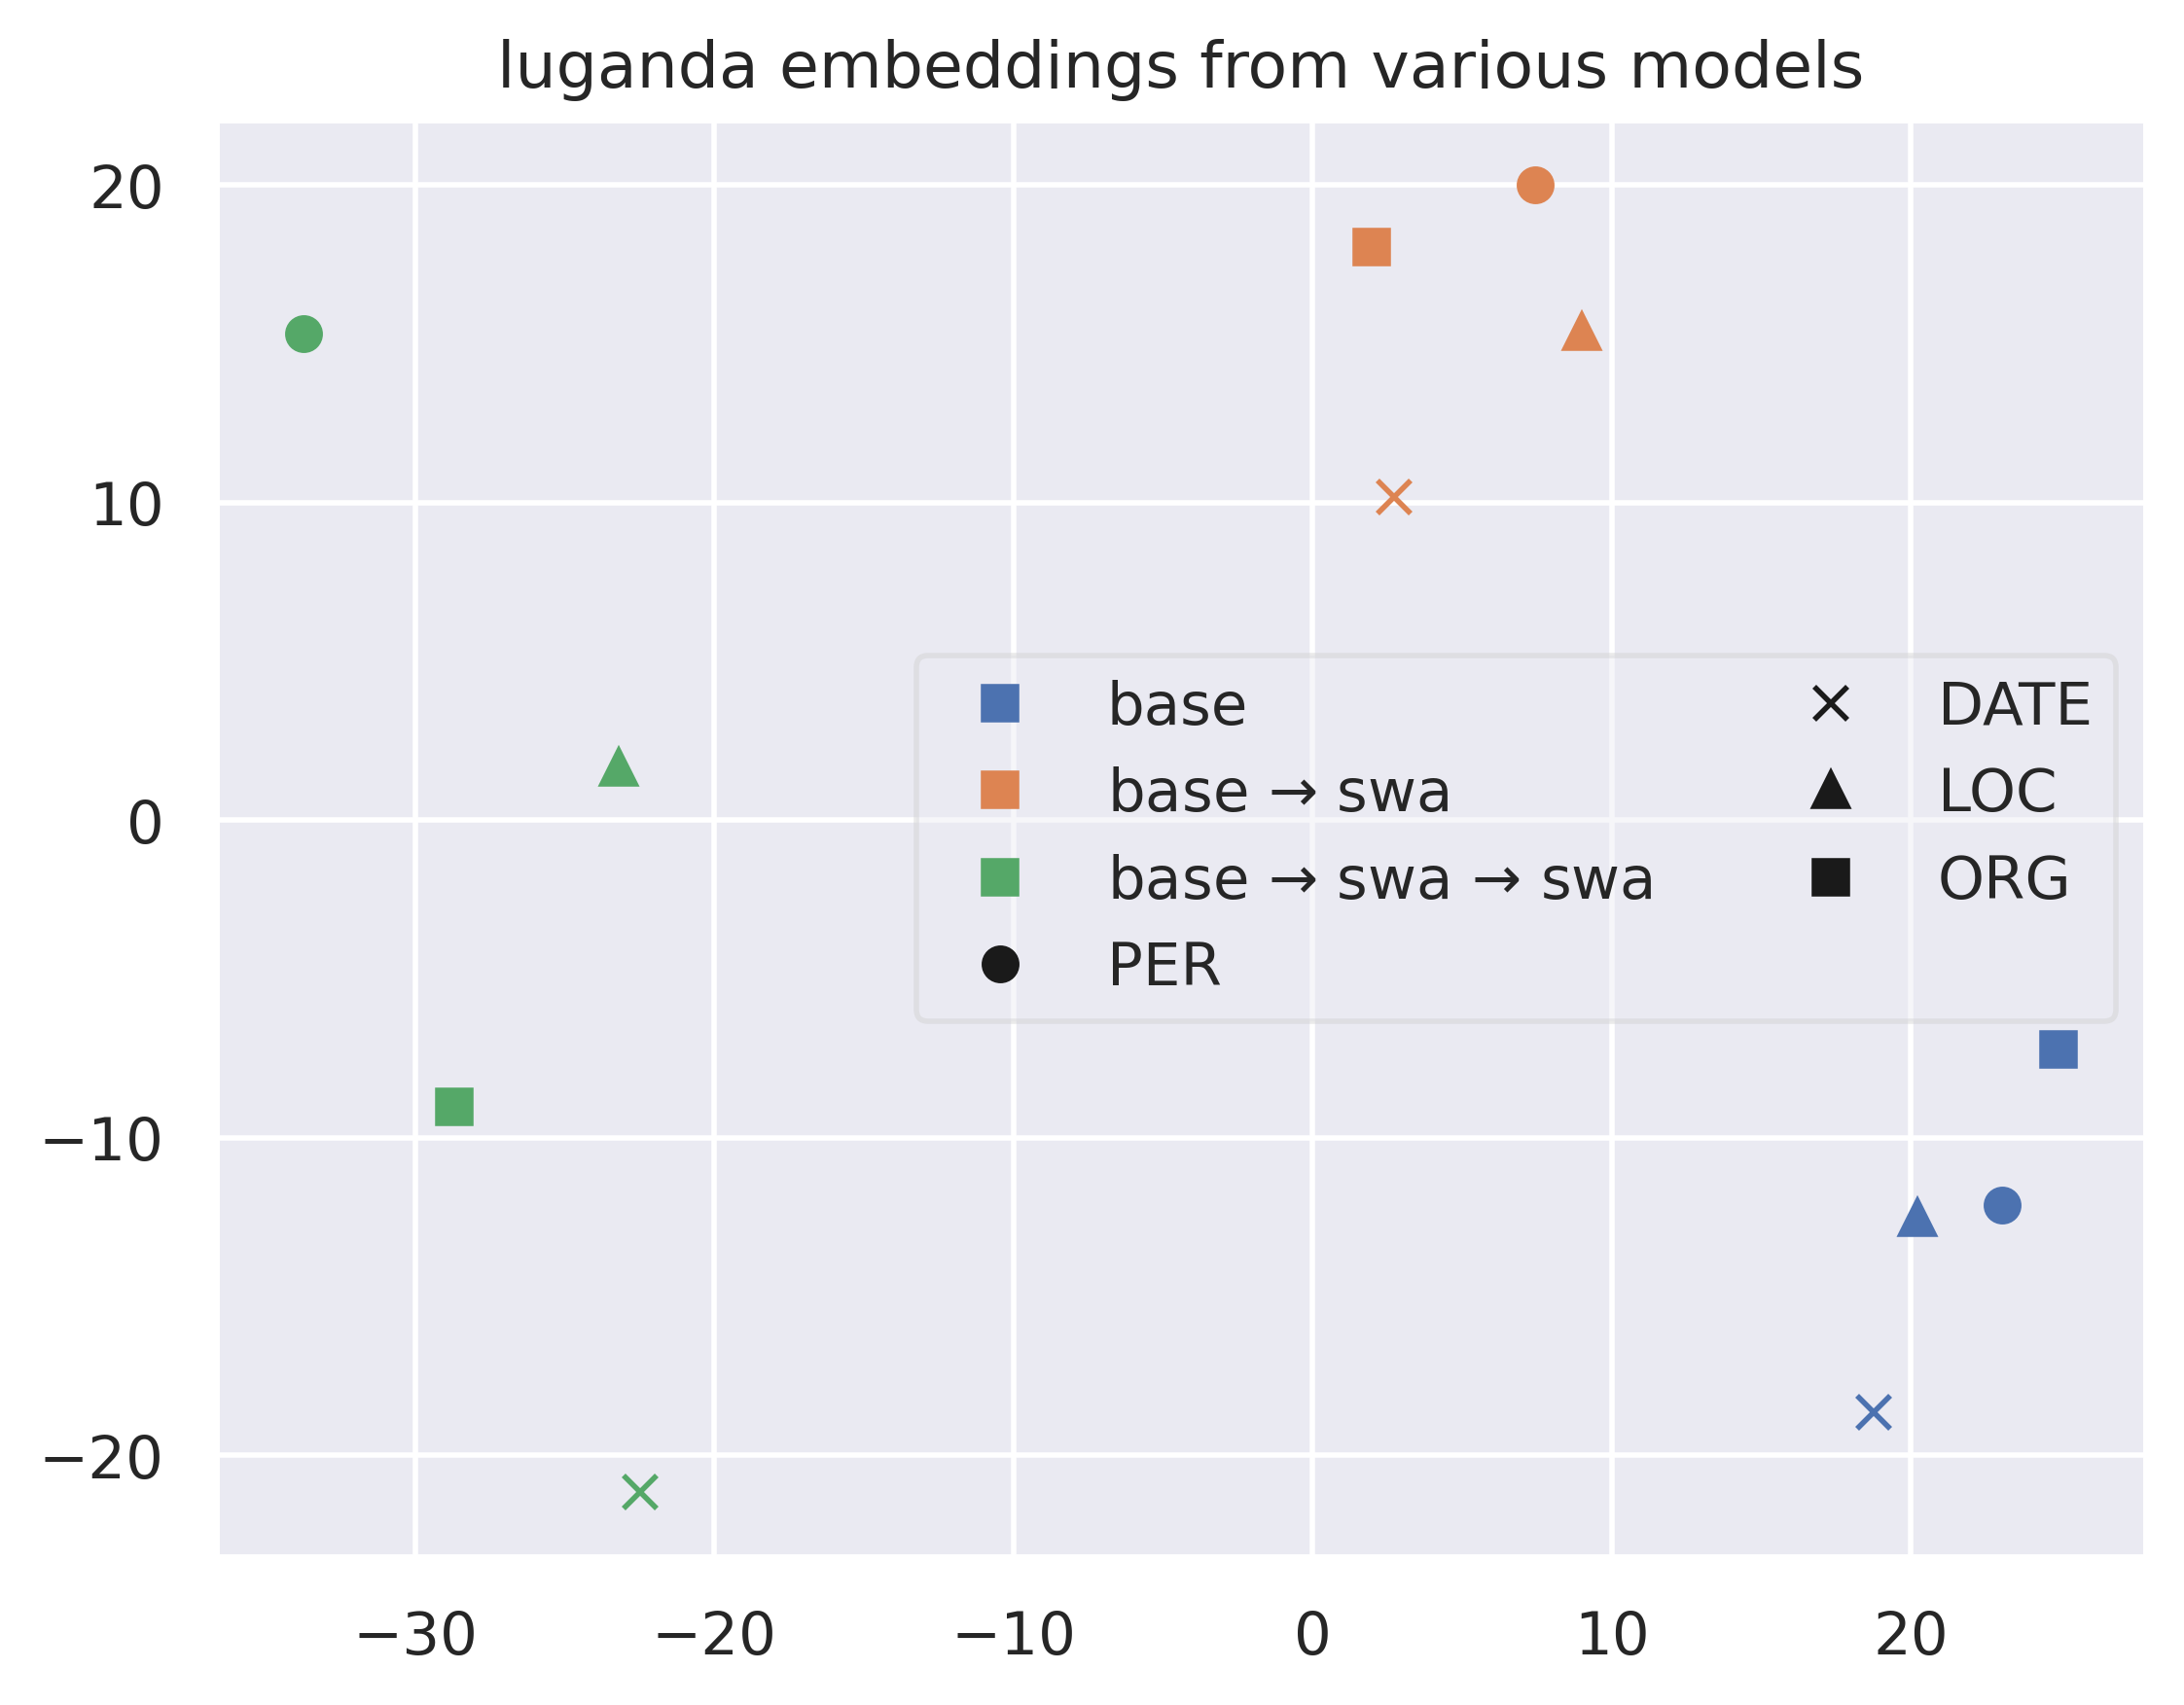 luganda embeddings from various models
20
10
0
−10
−20
base
base → swa
base → swa → swa
PER
DATE
LOC
ORG
−30 −20 −10 0 10 20